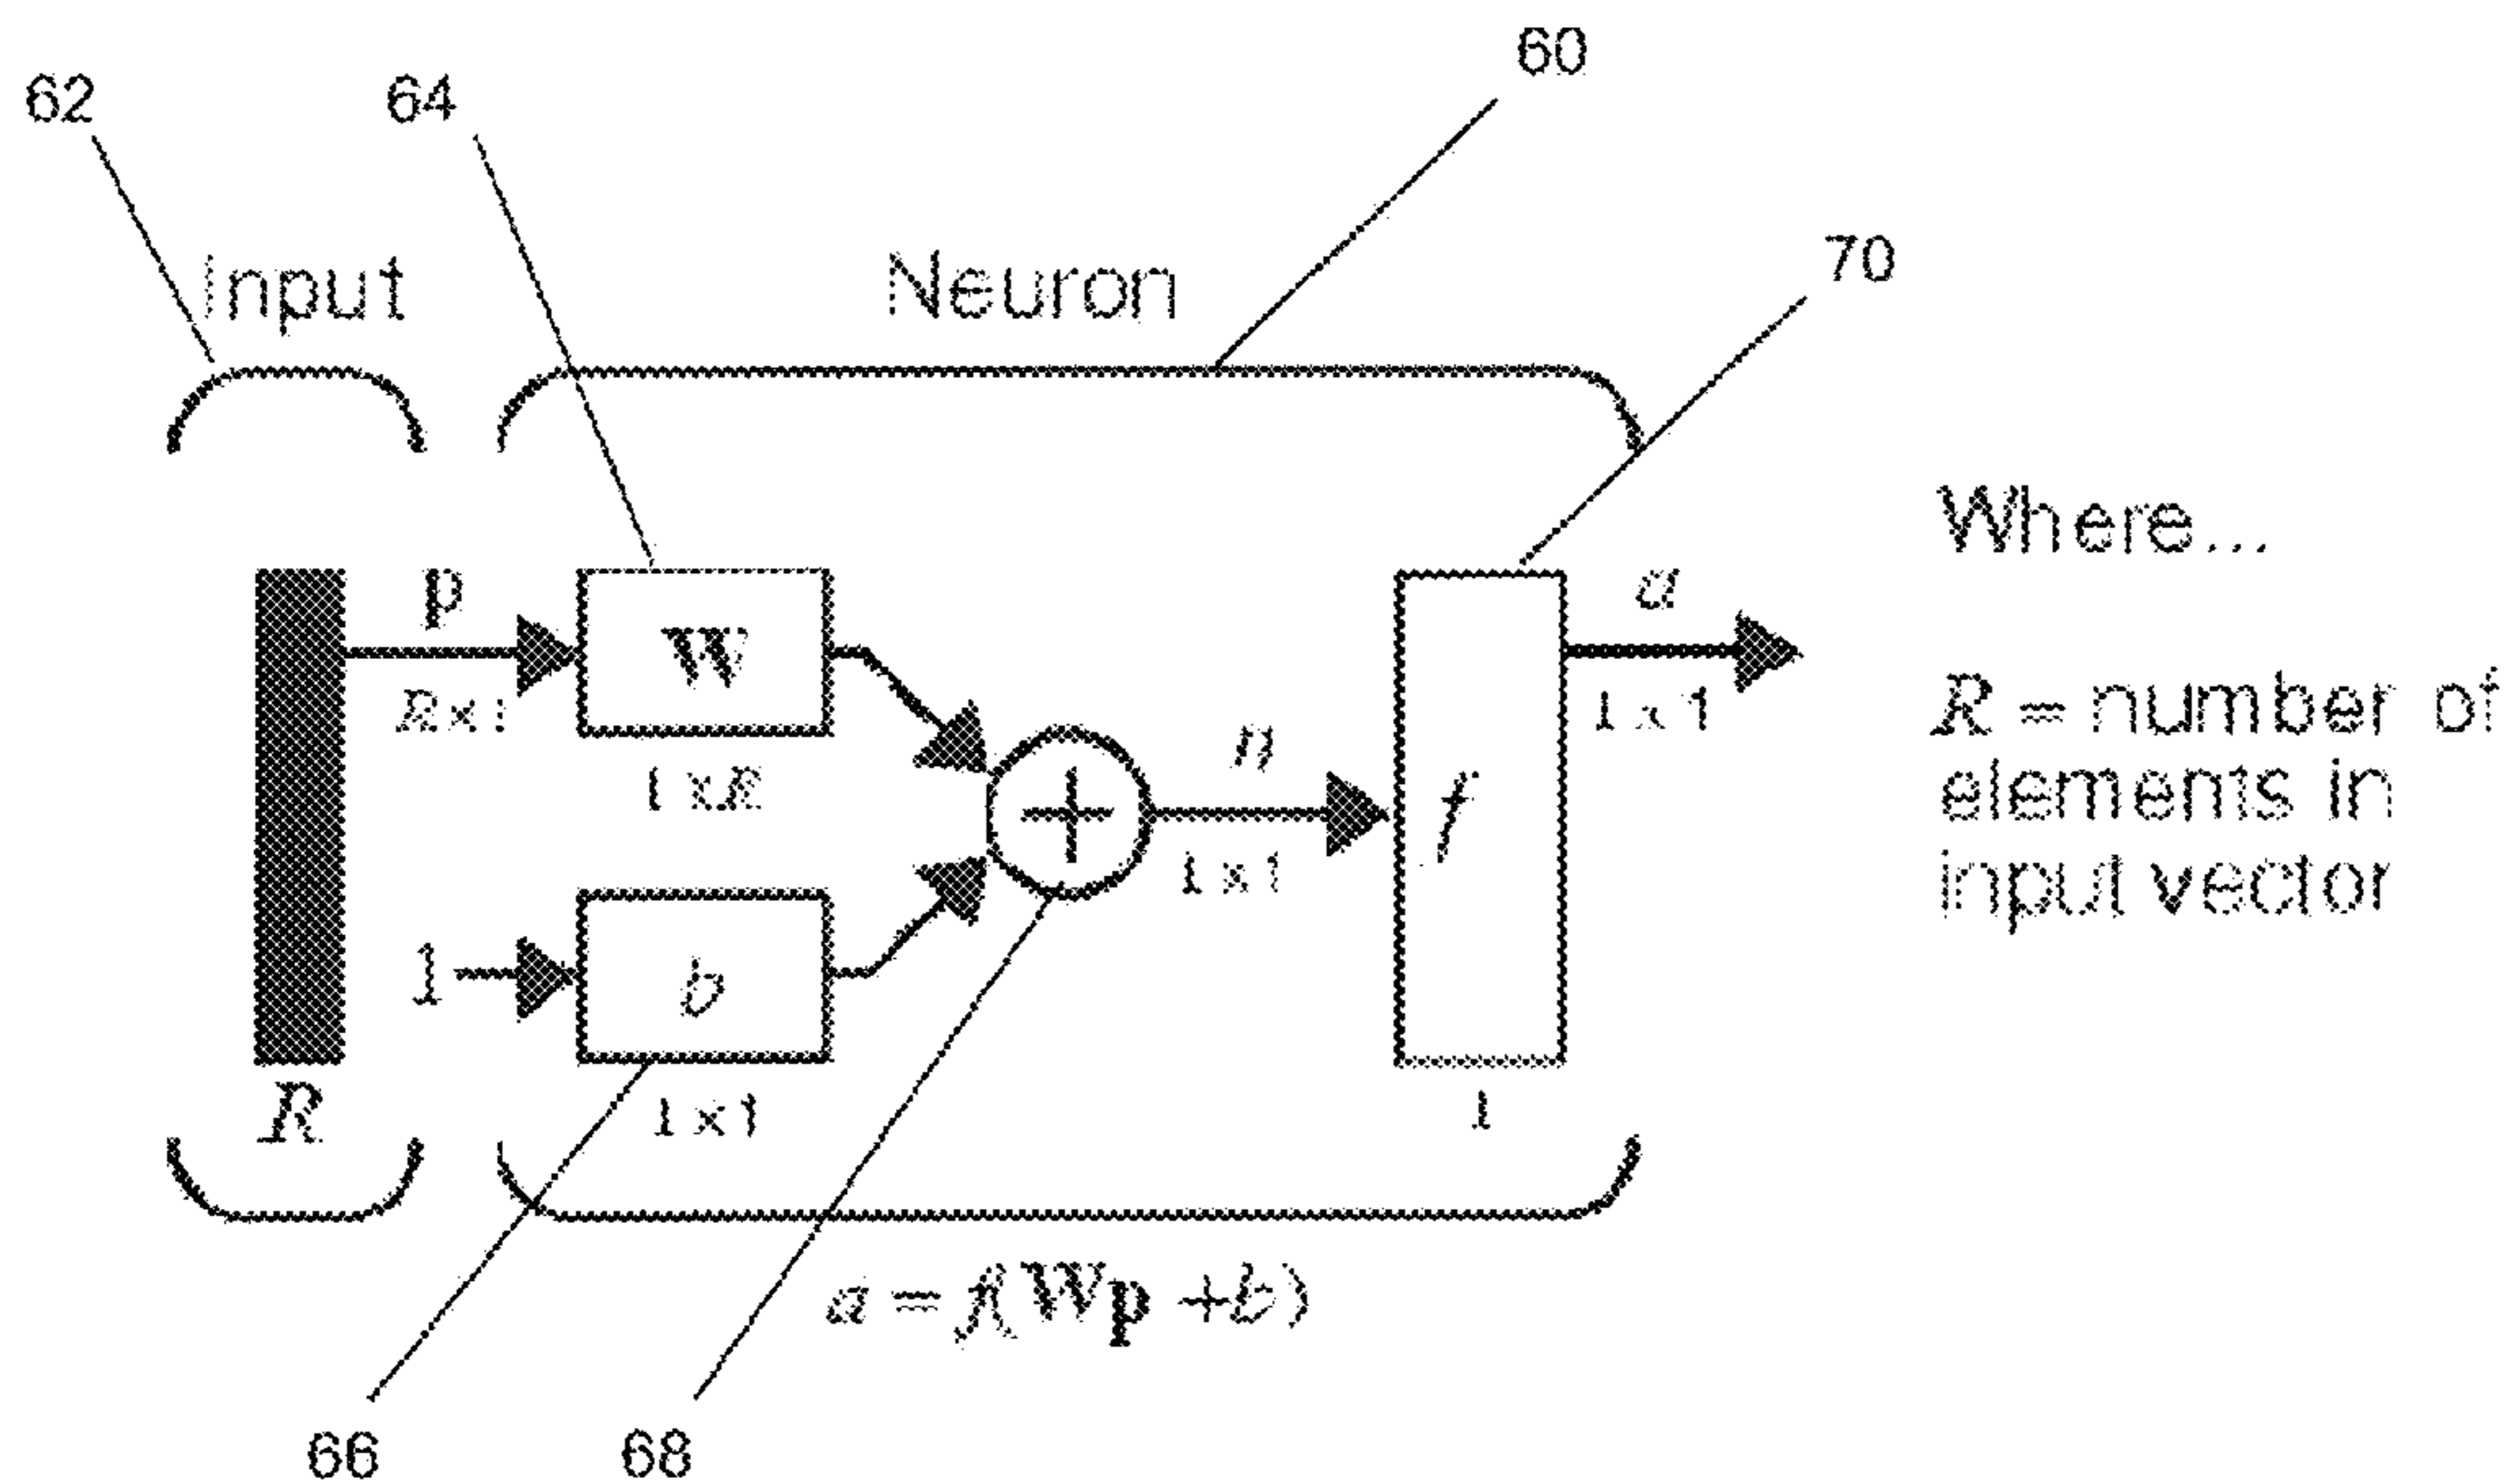 60
62
64
70
Input
Neuron
Where...
p
a
R x 1
W
1 x 1
R = number of
elements in
input vector
1 x R
n
+
f
1 x 1
1
b
R
1 x 1
1
a = f(Wp + b)
66
68